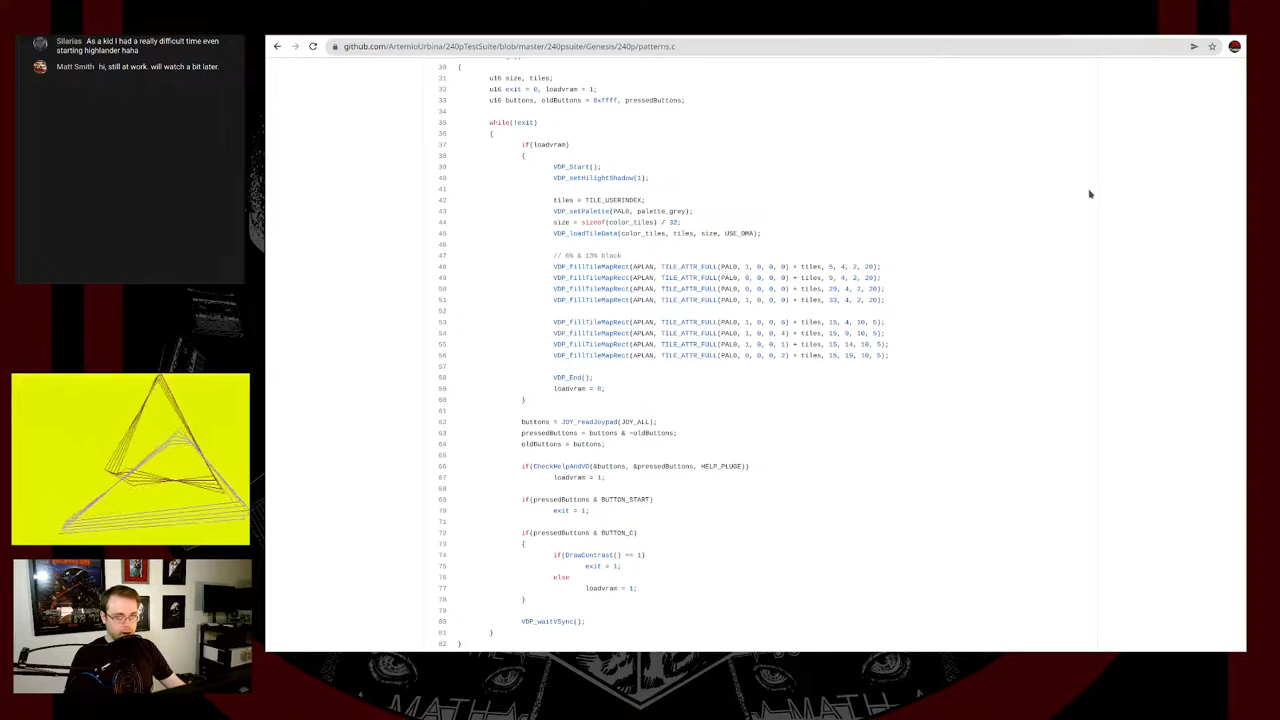 Silarias As a kid I had a really difficult time even
starting highlander haha
Matt Smith hi, still at work. will watch a bit later.
github.com/ArtemioUrbina/240pTestSuite/blob/master/240psuite/Genesis/240p/patterns.c
30 {
31 u16 size, tiles;
32 u16 exit = 0, loadvram = 1;
33 u16 buttons, oldButtons = 0xffff, pressedButtons;
34
35 while(!exit)
36 {
37 if(loadvram)
38 {
39 VDP_Start();
40 VDP_setHilightShadow(1);
41
42 tiles = TILE_USERINDEX;
43 VDP_setPalette(PAL0, palette_grey);
44 size = sizeof(color_tiles) / 32;
45 VDP_loadTileData(color_tiles, tiles, size, USE_DMA);
46
47 // 6% & 13% black
48 VDP_fillTileMapRect(APLAN, TILE_ATTR_FULL(PAL0, 1, 0, 0, 0) + tiles, 5, 4, 2, 20);
49 VDP_fillTileMapRect(APLAN, TILE_ATTR_FULL(PAL0, 0, 0, 0, 0) + tiles, 9, 4, 2, 20);
50 VDP_fillTileMapRect(APLAN, TILE_ATTR_FULL(PAL0, 0, 0, 0, 0) + tiles, 29, 4, 2, 20);
51 VDP_fillTileMapRect(APLAN, TILE_ATTR_FULL(PAL0, 1, 0, 0, 0) + tiles, 33, 4, 2, 20);
52
53 VDP_fillTileMapRect(APLAN, TILE_ATTR_FULL(PAL0, 1, 0, 0, 6) + tiles, 15, 4, 10, 5);
54 VDP_fillTileMapRect(APLAN, TILE_ATTR_FULL(PAL0, 1, 0, 0, 4) + tiles, 15, 9, 10, 5);
55 VDP_fillTileMapRect(APLAN, TILE_ATTR_FULL(PAL0, 1, 0, 0, 1) + tiles, 15, 14, 10, 5);
56 VDP_fillTileMapRect(APLAN, TILE_ATTR_FULL(PAL0, 0, 0, 0, 2) + tiles, 15, 19, 10, 5);
57
58 VDP_End();
59 loadvram = 0;
60 }
61
62 buttons = JOY_readJoypad(JOY_ALL);
63 pressedButtons = buttons & ~oldButtons;
64 oldButtons = buttons;
65
66 if(CheckHelpAndVO(&buttons, &pressedButtons, HELP_PLUGE))
67 loadvram = 1;
68
69 if(pressedButtons & BUTTON_START)
70 exit = 1;
71
72 if(pressedButtons & BUTTON_C)
73 {
74 if(DrawContrast() == 1)
75 exit = 1;
76 else
77 loadvram = 1;
78 }
79
80 VDP_waitVSync();
81 }
82 }